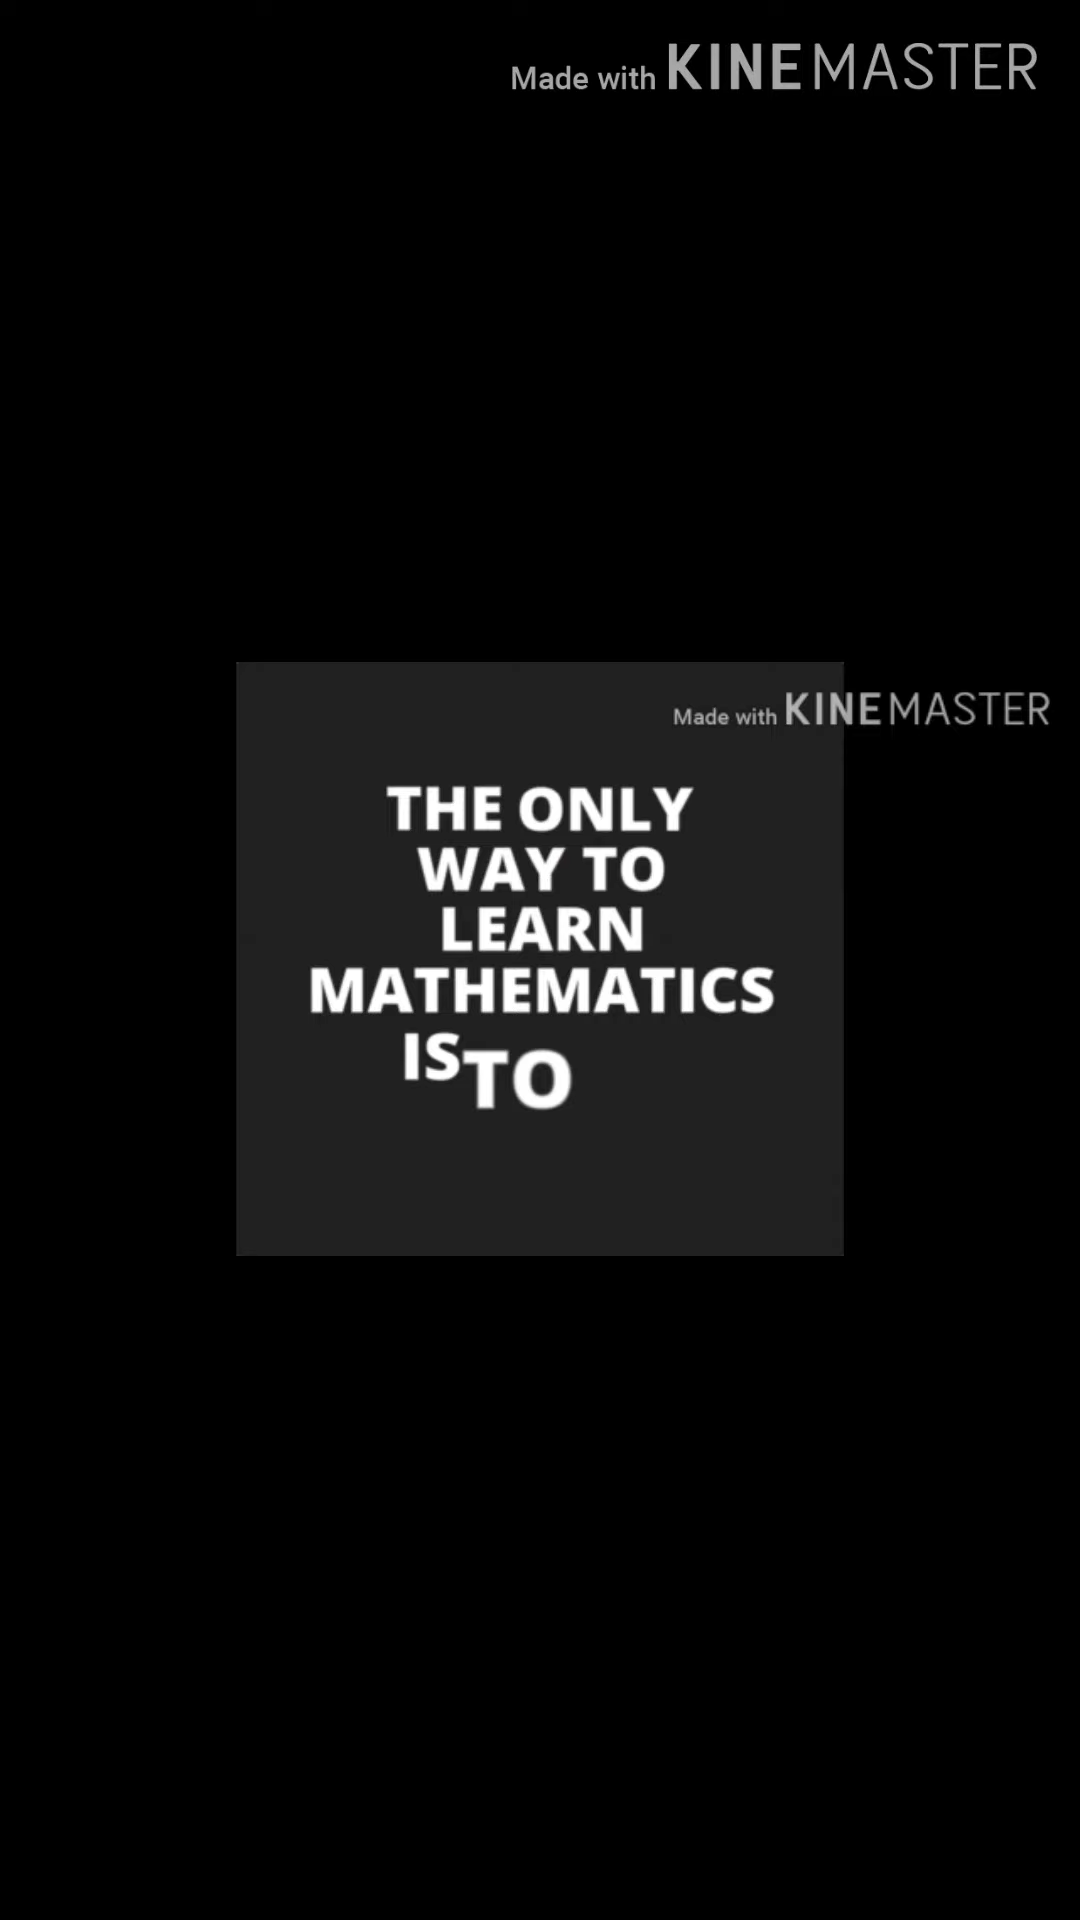 Made with KINEMASTER
Made with KINEMASTER
THE ONLY
WAY TO
LEARN
MATHEMATICS
IS TO